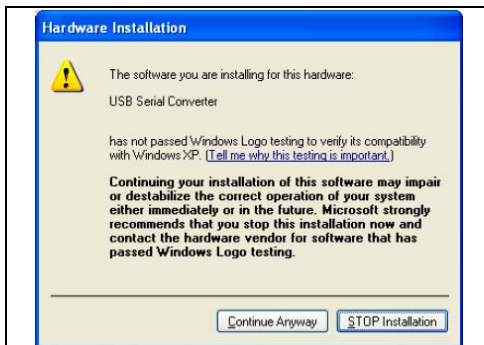 Hardware Installation
The software you are installing for this hardware:
USB Serial Converter
has not passed Windows Logo testing to verify its compatibility
with Windows XP. (Tell me why this testing is important.)
Continuing your installation of this software may impair
or destabilize the correct operation of your system
either immediately or in the future. Microsoft strongly
recommends that you stop this installation now and
contact the hardware vendor for software that has
passed Windows Logo testing.
Continue Anyway STOP Installation